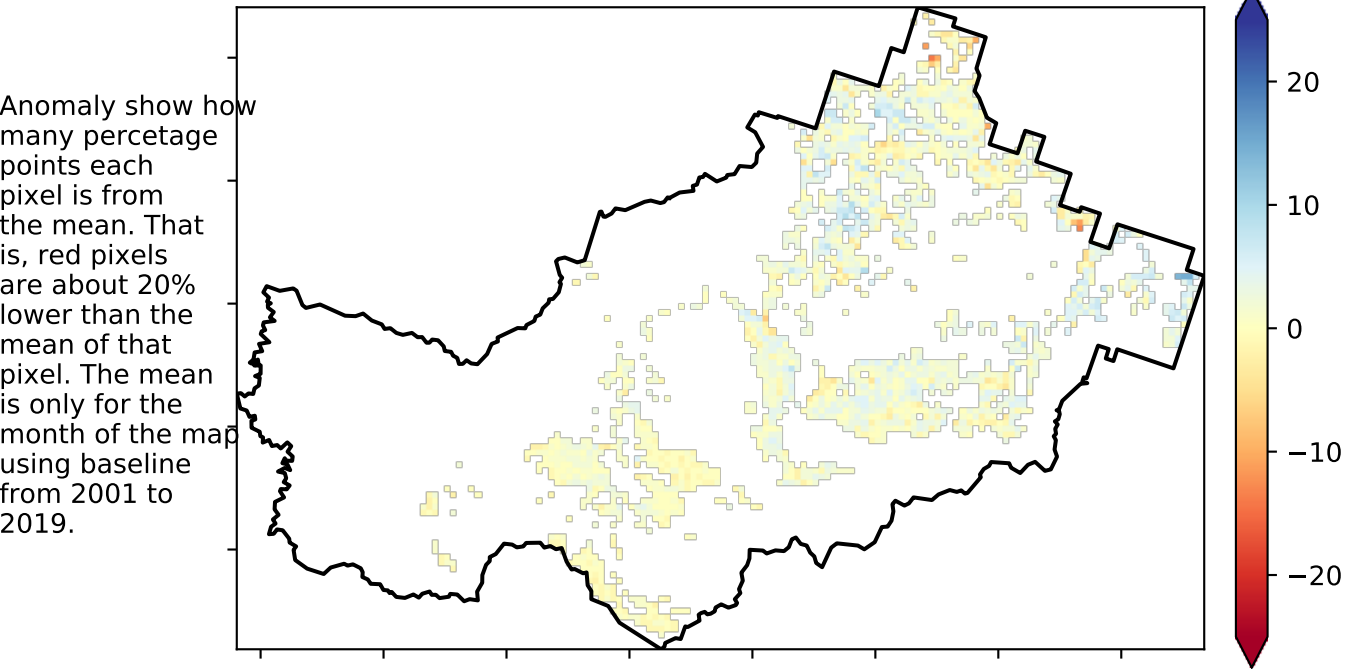 Anomaly show how
many percetage
points each
pixel is from
the mean. That
is, red pixels
are about 20%
lower than the
mean of that
pixel. The mean
is only for the
month of the map
using baseline
from 2001 to
2019.
20
10
0
−10
−20